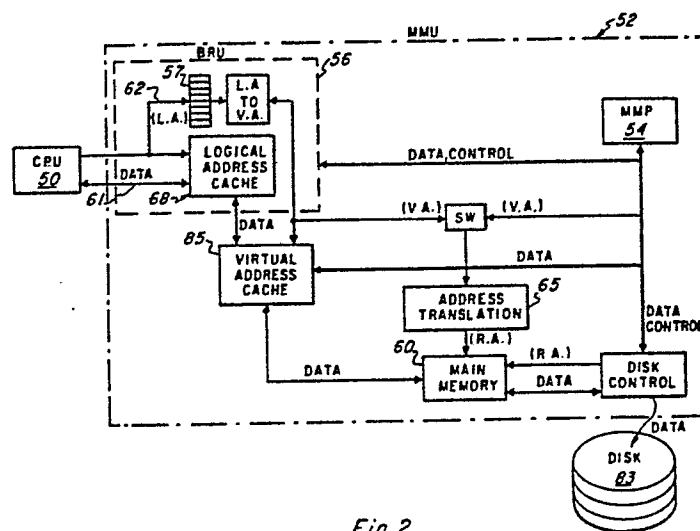 MMU
52
BRU
57
56
62
(L.A.)
L.A
TO
V.A.
MMP
54
CPU
50
DATA
61
68
LOGICAL
ADDRESS
CACHE
DATA, CONTROL
DATA
(V.A.)
SW
(V.A.)
85
VIRTUAL
ADDRESS
CACHE
DATA
ADDRESS
TRANSLATION
65
DATA
CONTROL
(R.A.)
60
MAIN
MEMORY
(R.A.)
DATA
DATA
DISK
CONTROL
DATA
DISK
83
Fig. 2